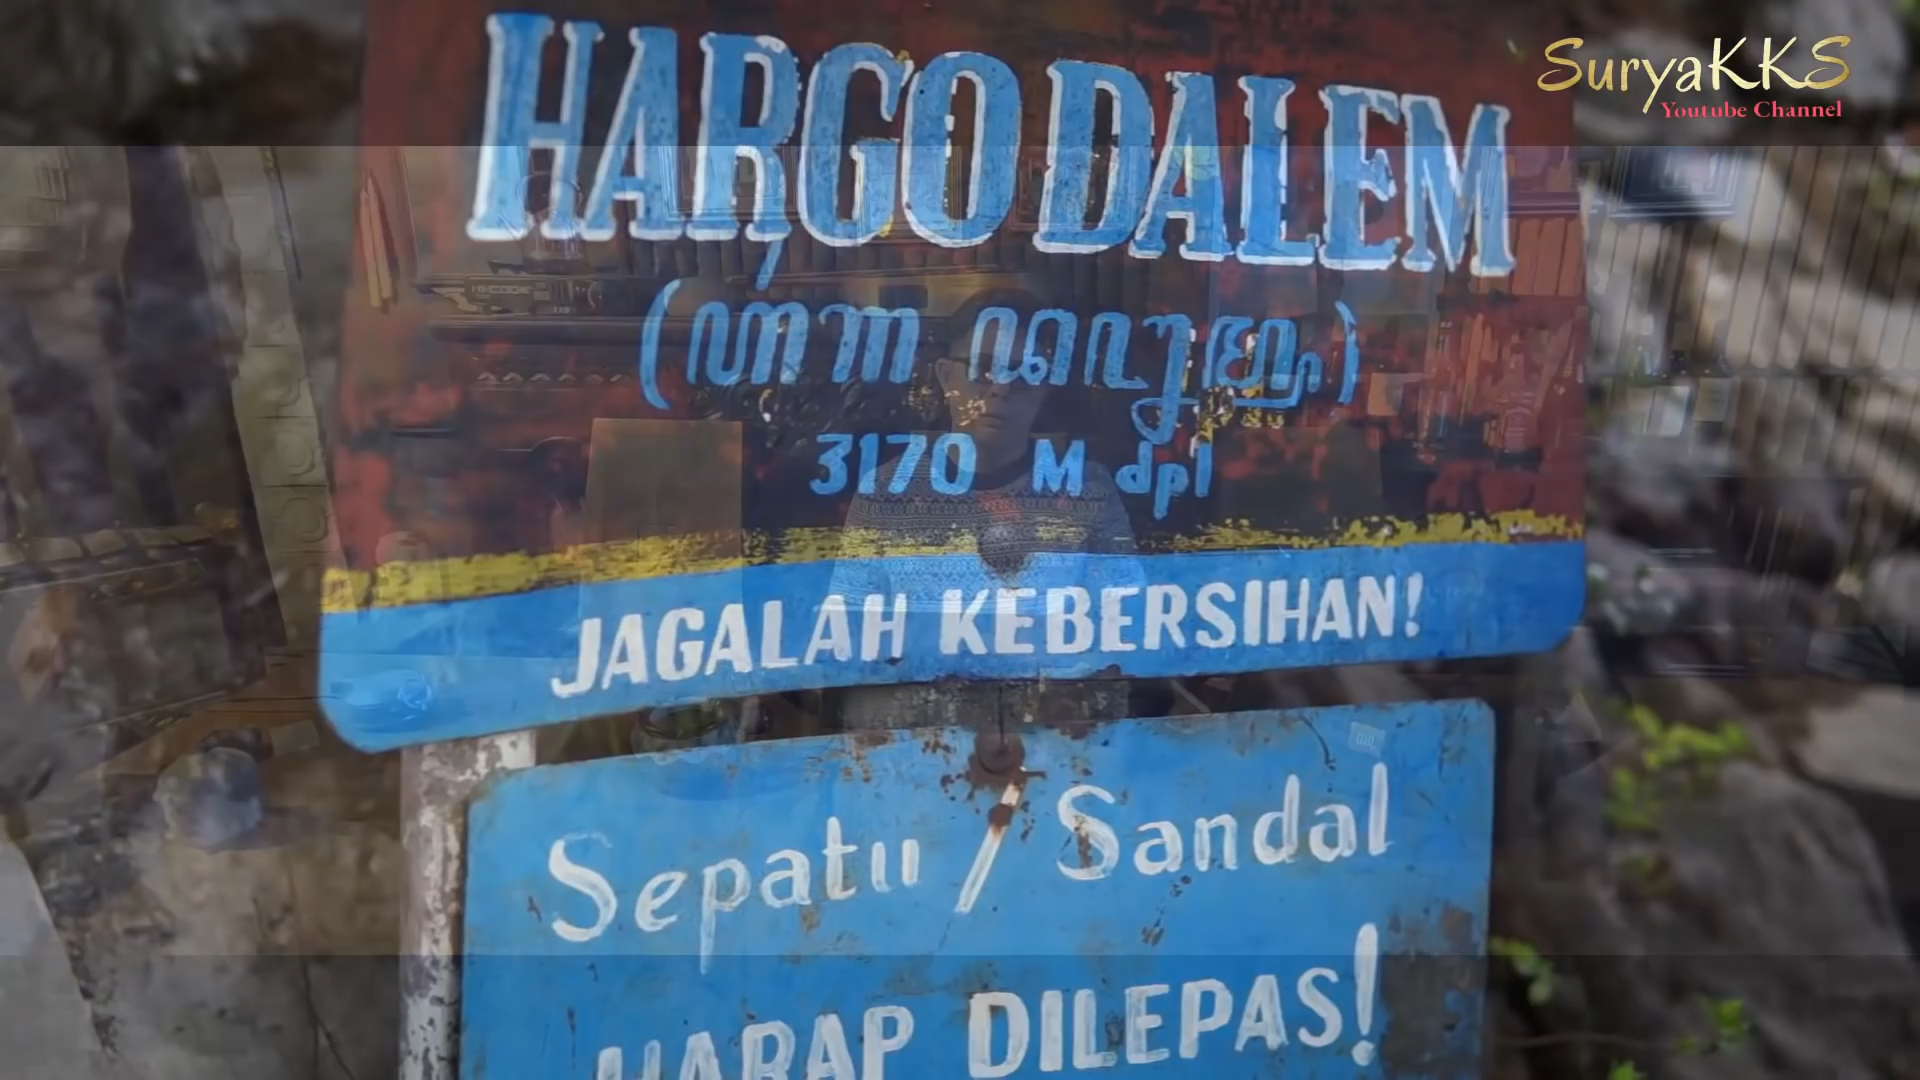 SuryaKKS
Youtube Channel
HARGO DALEM
3170 M dpl
JAGALAH KEBERSIHAN!
Sepatu / Sandal
HARAP DILEPAS!